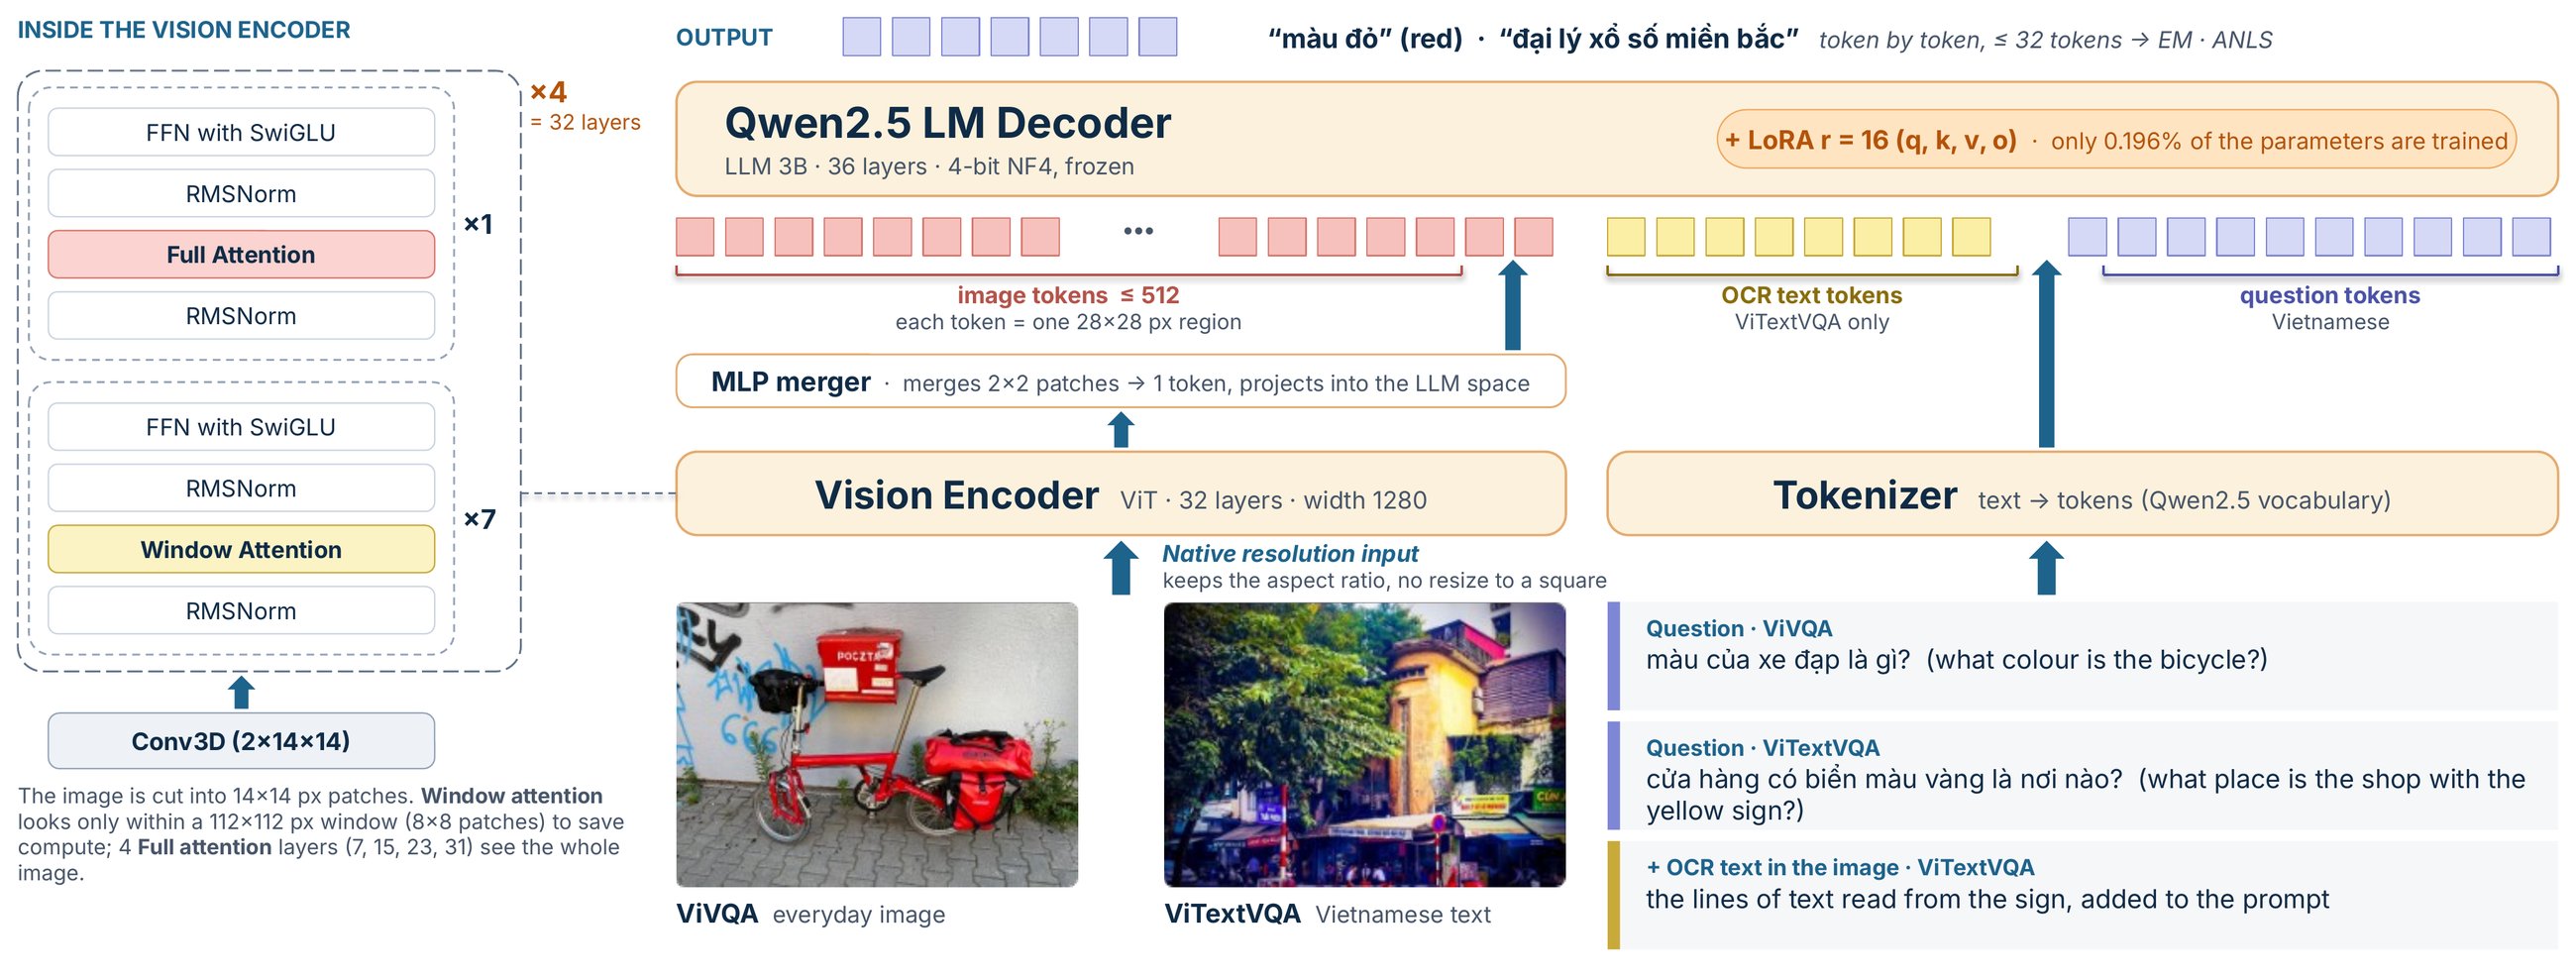 INSIDE THE VISION ENCODER
×4
= 32 layers
FFN with SwiGLU
RMSNorm
Full Attention
RMSNorm
×1
FFN with SwiGLU
RMSNorm
Window Attention
RMSNorm
×7
Conv3D (2×14×14)
The image is cut into 14×14 px patches. Window attention
looks only within a 112×112 px window (8×8 patches) to save
compute; 4 Full attention layers (7, 15, 23, 31) see the whole
image.
OUTPUT
“màu đỏ” (red) · “đại lý xổ số miền bắc” token by token, ≤ 32 tokens → EM · ANLS
Qwen2.5 LM Decoder
LLM 3B · 36 layers · 4-bit NF4, frozen
+ LoRA r = 16 (q, k, v, o) · only 0.196% of the parameters are trained
•••
image tokens ≤ 512
each token = one 28×28 px region
OCR text tokens
ViTextVQA only
question tokens
Vietnamese
MLP merger · merges 2×2 patches → 1 token, projects into the LLM space
Vision Encoder ViT · 32 layers · width 1280
Tokenizer text → tokens (Qwen2.5 vocabulary)
Native resolution input
keeps the aspect ratio, no resize to a square
POCZTA
666
ViVQA everyday image
ViTextVQA Vietnamese text
Question · ViVQA
màu của xe đạp là gì? (what colour is the bicycle?)
Question · ViTextVQA
cửa hàng có biển màu vàng là nơi nào? (what place is the shop with the
yellow sign?)
+ OCR text in the image · ViTextVQA
the lines of text read from the sign, added to the prompt